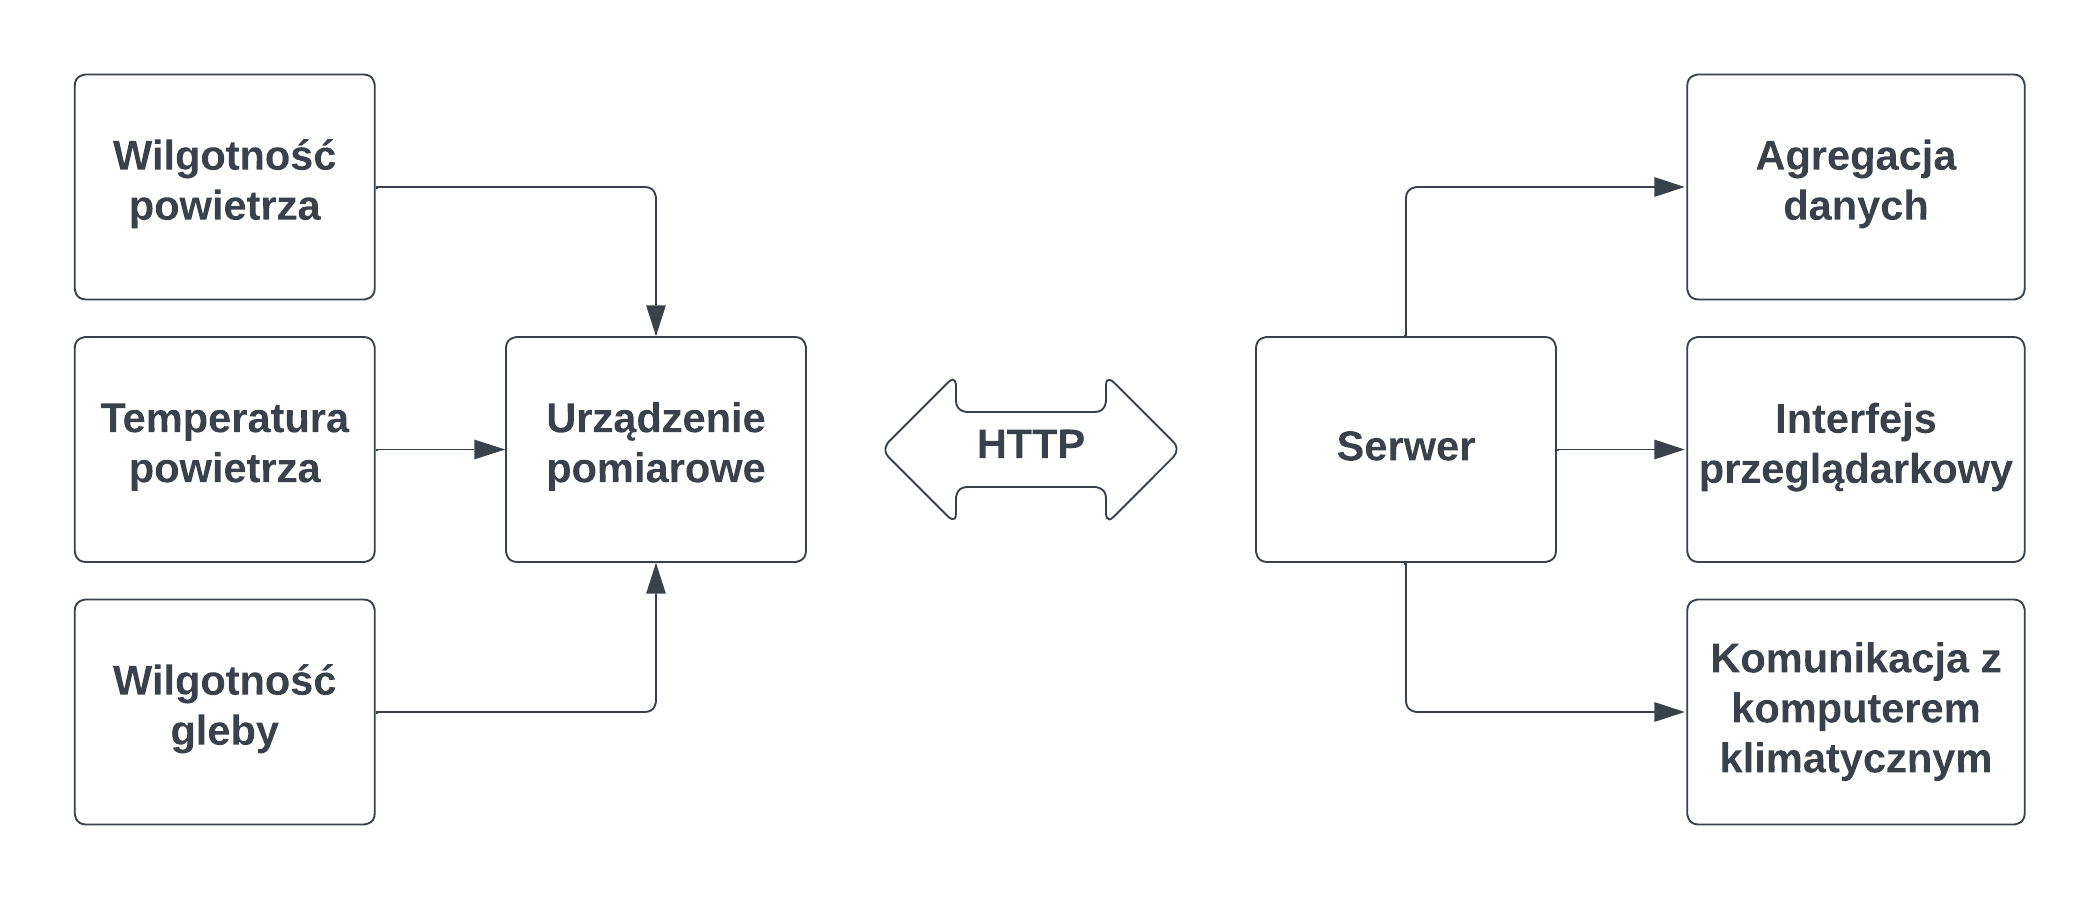 Wilgotność
powietrza
Temperatura
powietrza
Wilgotność
gleby
Urządzenie
pomiarowe
HTTP
Serwer
Agregacja
danych
Interfejs
przeglądarkowy
Komunikacja z
komputerem
klimatycznym